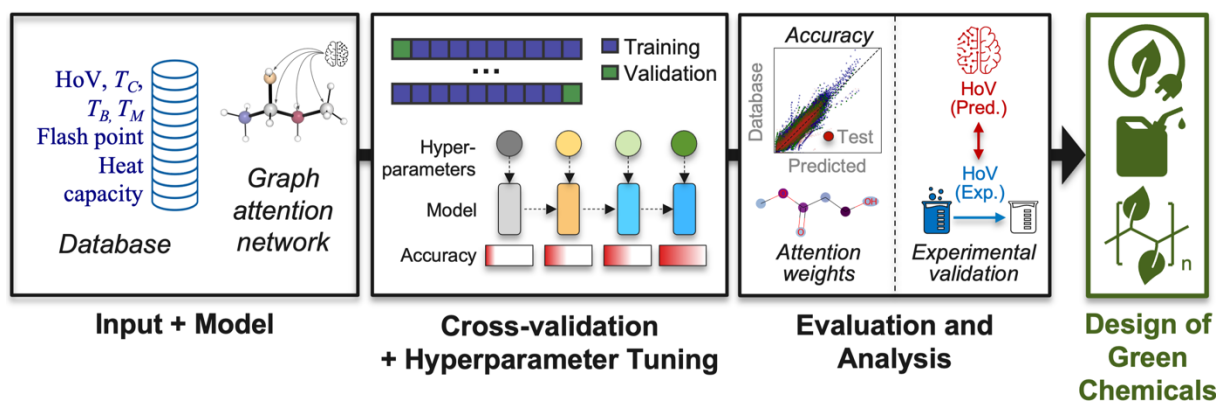 HoV, T_C,
T_B, T_M
Flash point
Heat
capacity
Database
Graph
attention
network
Input + Model
...
Training
Validation
Hyper-
parameters
Model
Accuracy
Cross-validation
+ Hyperparameter Tuning
Accuracy
Database
Test
Predicted
OH
O
Attention
weights
HoV
(Pred.)
HoV
(Exp.)
Experimental
validation
Evaluation and
Analysis
n
Design of
Green
Chemicals